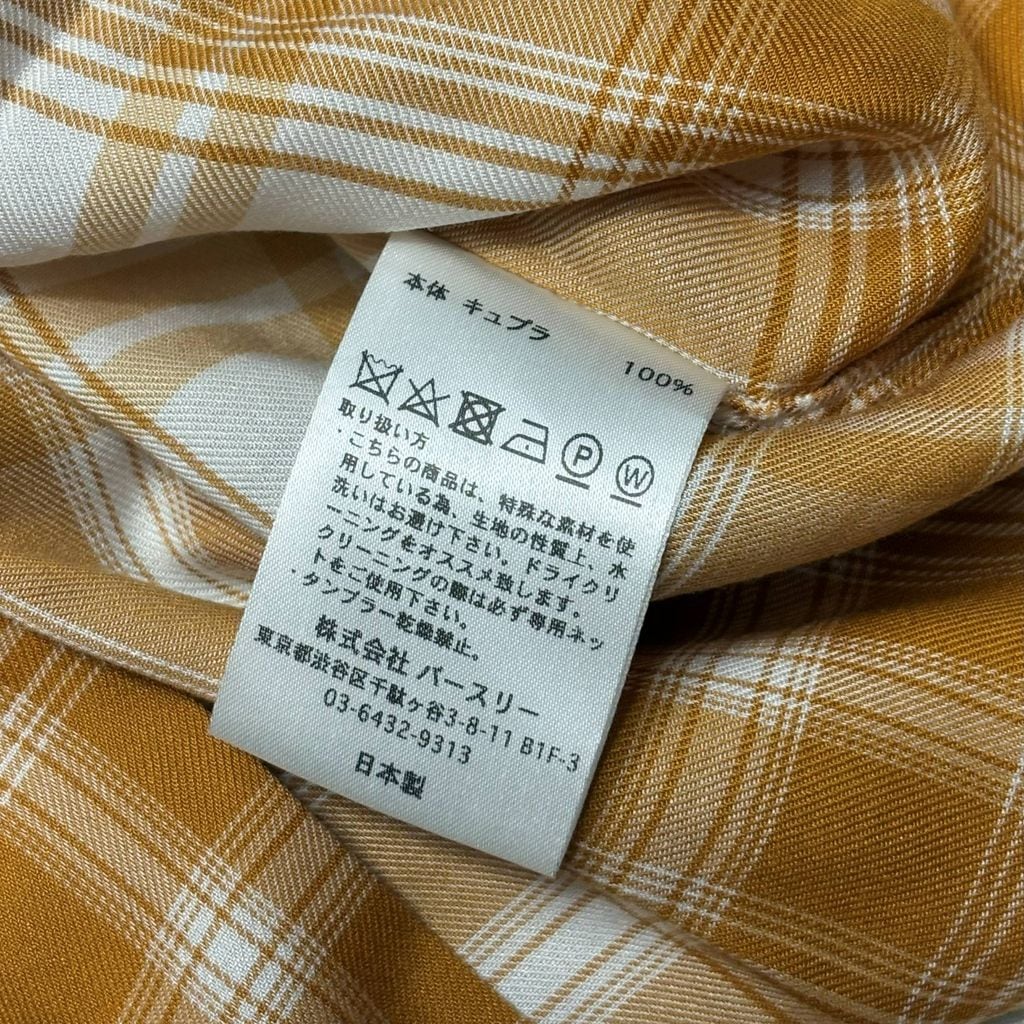 本体 キュプラ
100%
P W
取り扱い方
・こちらの商品は、特殊な素材を使
用している為、生地の性質上、水
洗いはお避け下さい。ドライクリ
ーニングをオススメ致します。
クリーニングの際は必ず専用ネッ
トをご使用下さい。
・タンブラー乾燥禁止。
株式会社 パースリー
東京都渋谷区千駄ヶ谷3-8-11 B1F-3
03-6432-9313
日本製